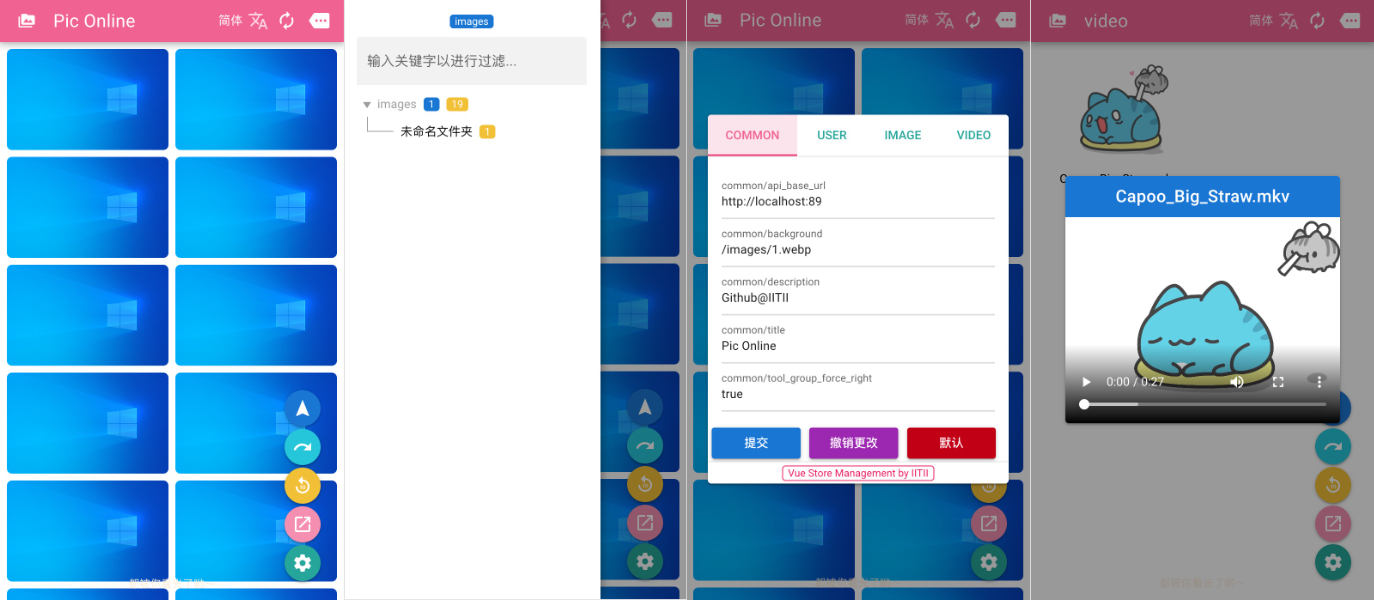 Pic Online
简体
images
输入关键字以进行过滤...
images 1 19
未命名文件夹 1
Pic Online
简体
COMMON USER IMAGE VIDEO
common/api_base_url
http://localhost:89
common/background
/images/1.webp
common/description
Github@IITII
common/title
Pic Online
common/tool_group_force_right
true
提交 撤销更改 默认
Vue Store Management by IITII
video
简体
Capoo_Big_Straw.mkv
0:00 / 0:27